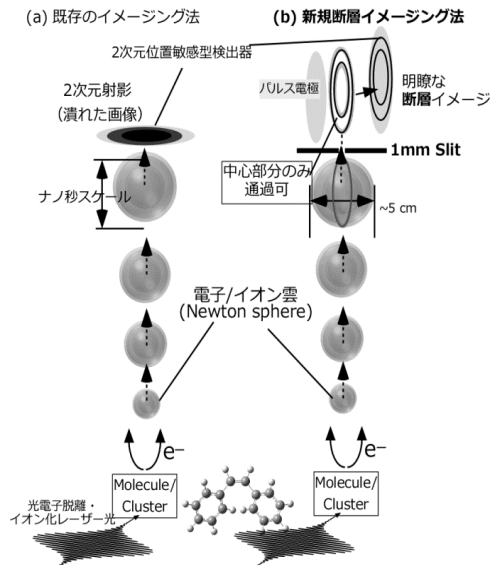 (a) 既存のイメージング法
(b) 新規断層イメージング法
2次元位置敏感型検出器
2次元射影
(潰れた画像)
パルス電極
明瞭な
断層イメージ
1mm Slit
中心部分のみ
通過可
ナノ秒スケール
~5 cm
電子/イオン雲
(Newton sphere)
e–
e–
Molecule/
Cluster
Molecule/
Cluster
光電子脱離・
イオン化レーザー光